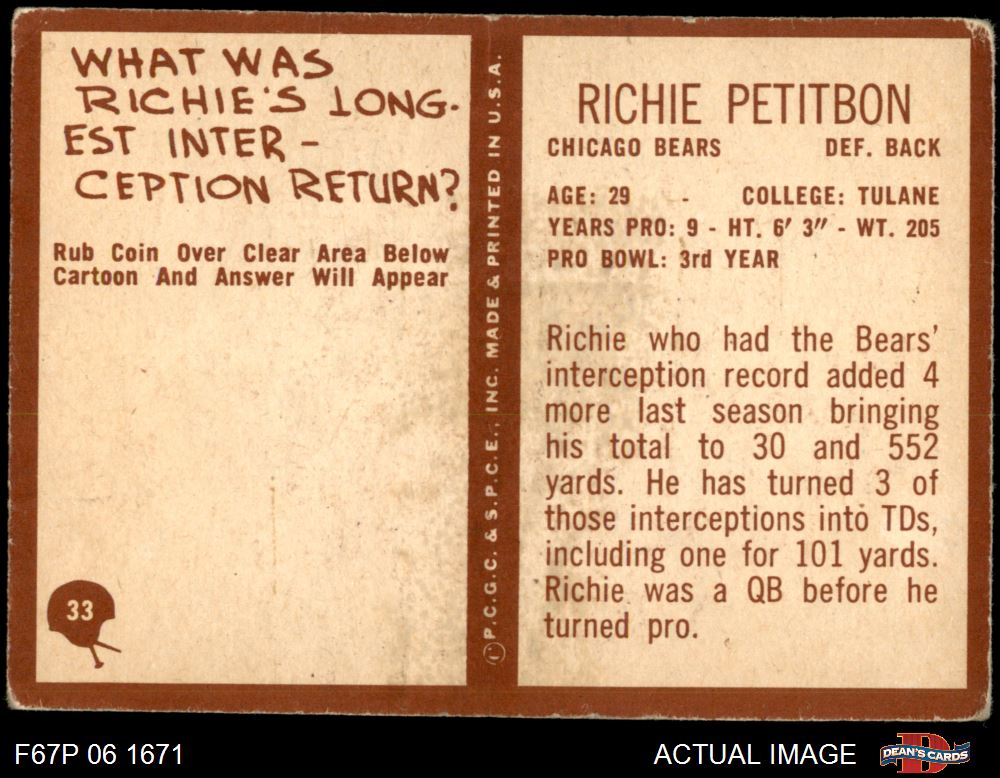 WHAT WAS
RICHIE'S LONG-
EST INTER-
CEPTION RETURN?
Rub Coin Over Clear Area Below
Cartoon And Answer Will Appear
33
©P.C.G.C. & S.P.C.E., INC. MADE & PRINTED IN U.S.A.
RICHIE PETITBON
CHICAGO BEARS DEF. BACK
AGE: 29 - COLLEGE: TULANE
YEARS PRO: 9 - HT. 6' 3" - WT. 205
PRO BOWL: 3rd YEAR
Richie who had the Bears'
interception record added 4
more last season bringing
his total to 30 and 552
yards. He has turned 3 of
those interceptions into TDs,
including one for 101 yards.
Richie was a QB before he
turned pro.
F67P 06 1671
ACTUAL IMAGE
D
DEAN'S CARDS